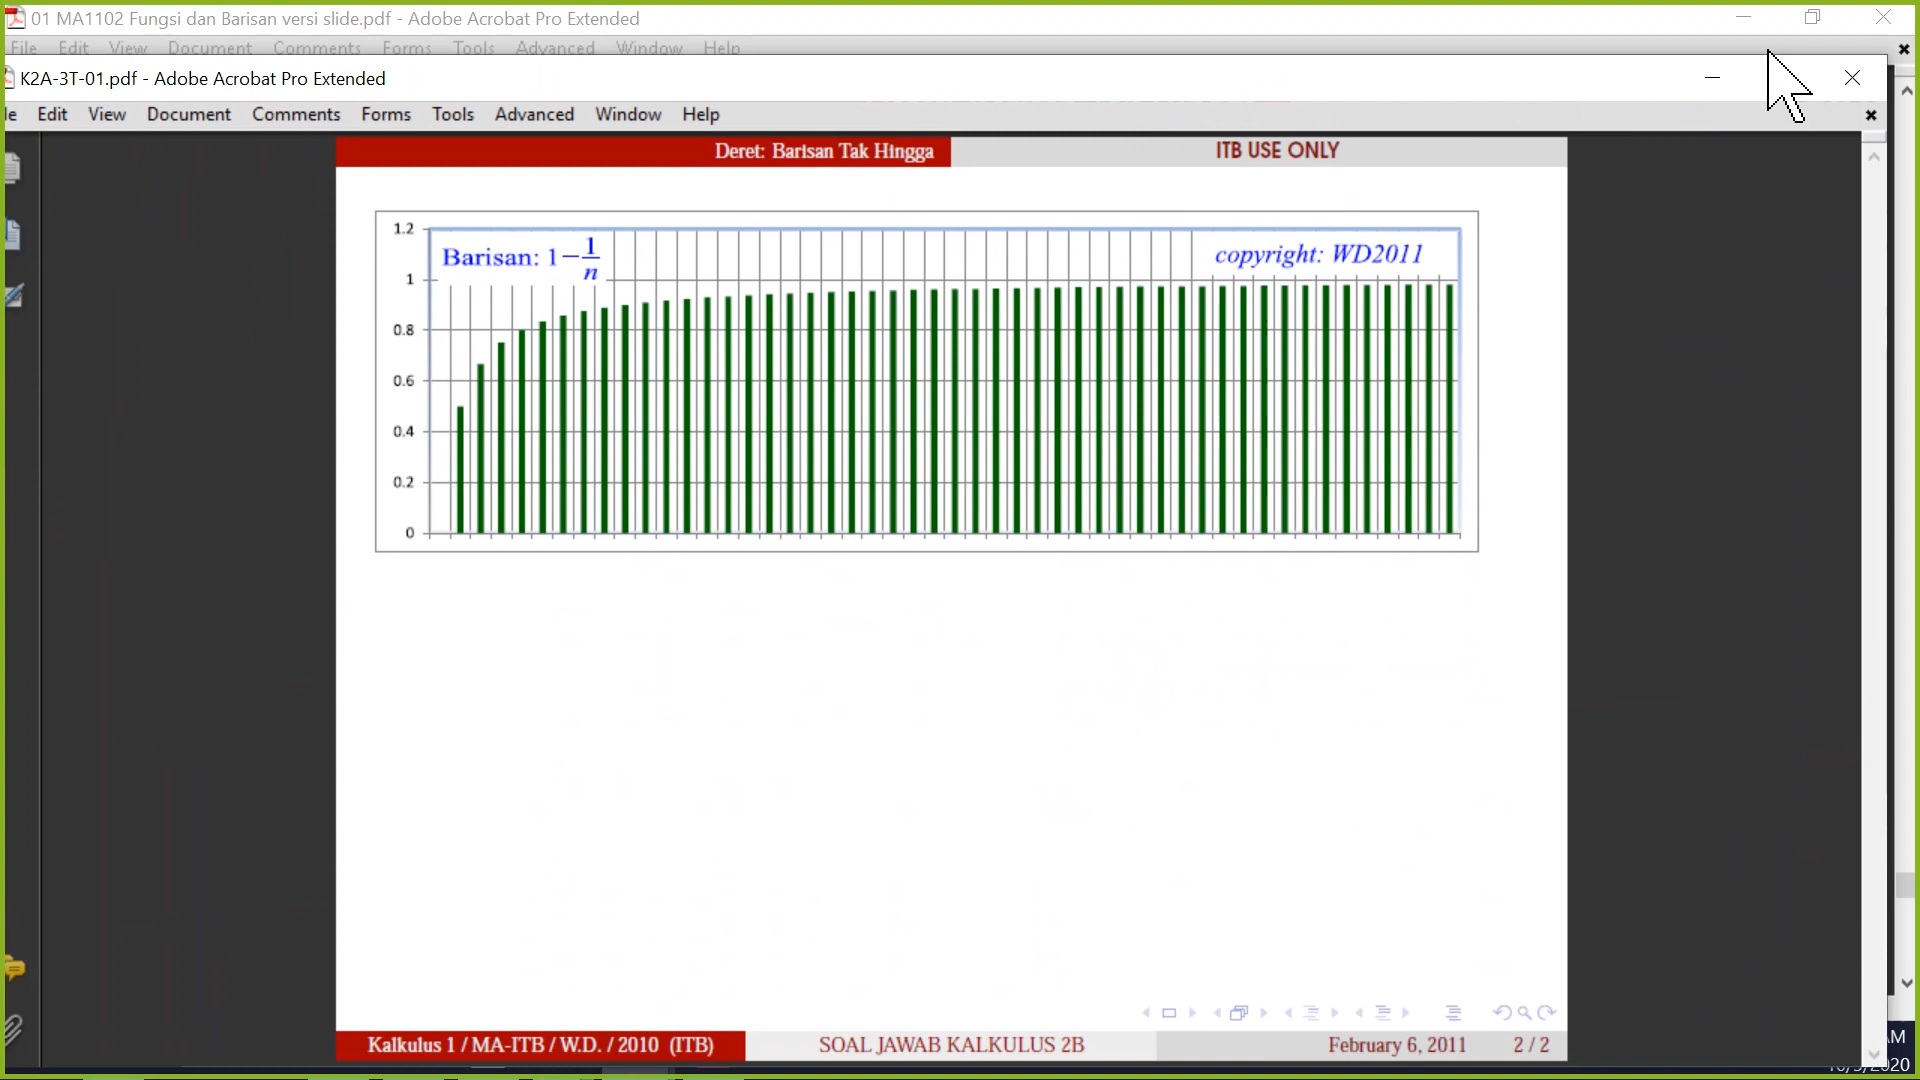 01 MA1102 Fungsi dan Barisan versi slide.pdf - Adobe Acrobat Pro Extended
File Edit View Document Comments Forms Tools Advanced Window Help
K2A-3T-01.pdf - Adobe Acrobat Pro Extended
Edit View Document Comments Forms Tools Advanced Window Help
Deret: Barisan Tak Hingga
ITB USE ONLY
Barisan: 1 − 1/n
copyright: WD2011
1.2
1
0.8
0.6
0.4
0.2
0
Kalkulus 1 / MA-ITB / W.D. / 2010 (ITB)
SOAL JAWAB KALKULUS 2B
February 6, 2011
2 / 2